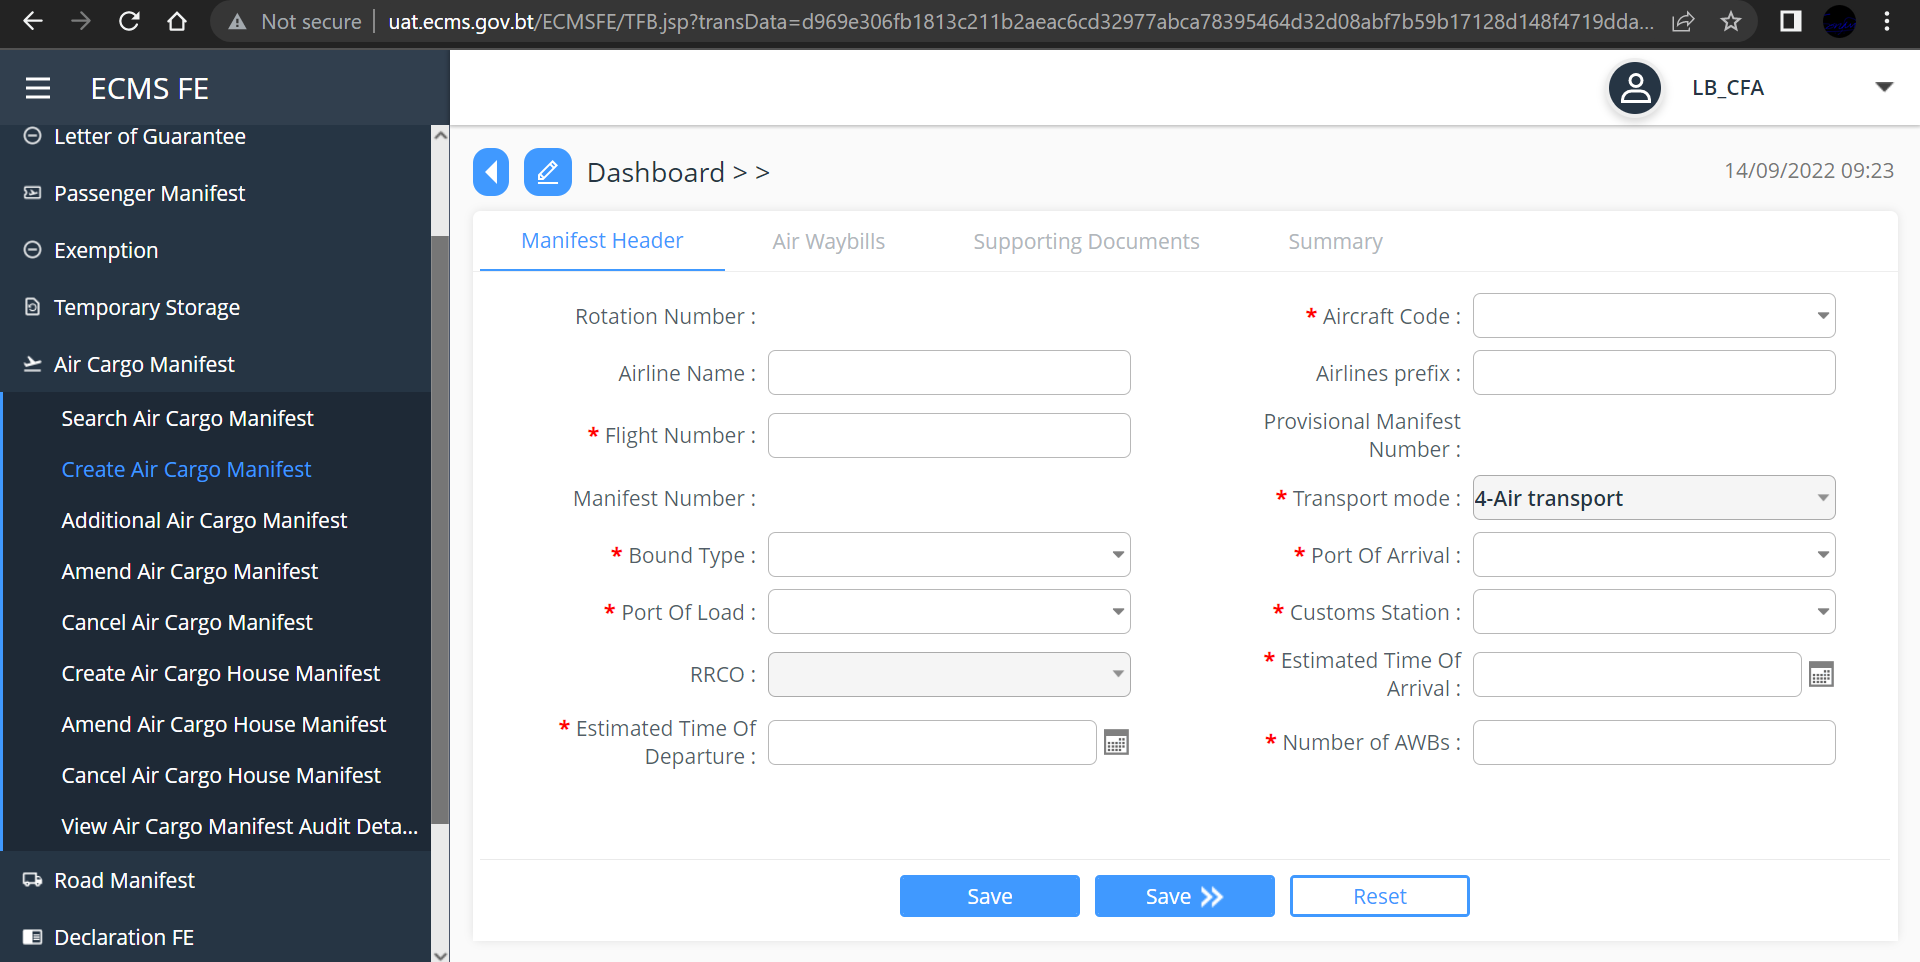 Not secure
uat.ecms.gov.bt/ECMSFE/TFB.jsp?transData=d969e306fb1813c211b2aeac6cd32977abca78395464d32d08abf7b59b17128d148f4719dda...
ECMS FE
LB_CFA
Letter of Guarantee
Passenger Manifest
Exemption
Temporary Storage
Air Cargo Manifest
Search Air Cargo Manifest
Create Air Cargo Manifest
Additional Air Cargo Manifest
Amend Air Cargo Manifest
Cancel Air Cargo Manifest
Create Air Cargo House Manifest
Amend Air Cargo House Manifest
Cancel Air Cargo House Manifest
View Air Cargo Manifest Audit Deta...
Road Manifest
Declaration FE
Dashboard > >
14/09/2022 09:23
Manifest Header
Air Waybills
Supporting Documents
Summary
Rotation Number :
* Aircraft Code :
Airline Name :
Airlines prefix :
* Flight Number :
Provisional Manifest
Number :
Manifest Number :
* Transport mode :
4-Air transport
* Bound Type :
* Port Of Arrival :
* Port Of Load :
* Customs Station :
RRCO :
* Estimated Time Of
Arrival :
* Estimated Time Of
Departure :
* Number of AWBs :
Save
Save
Reset